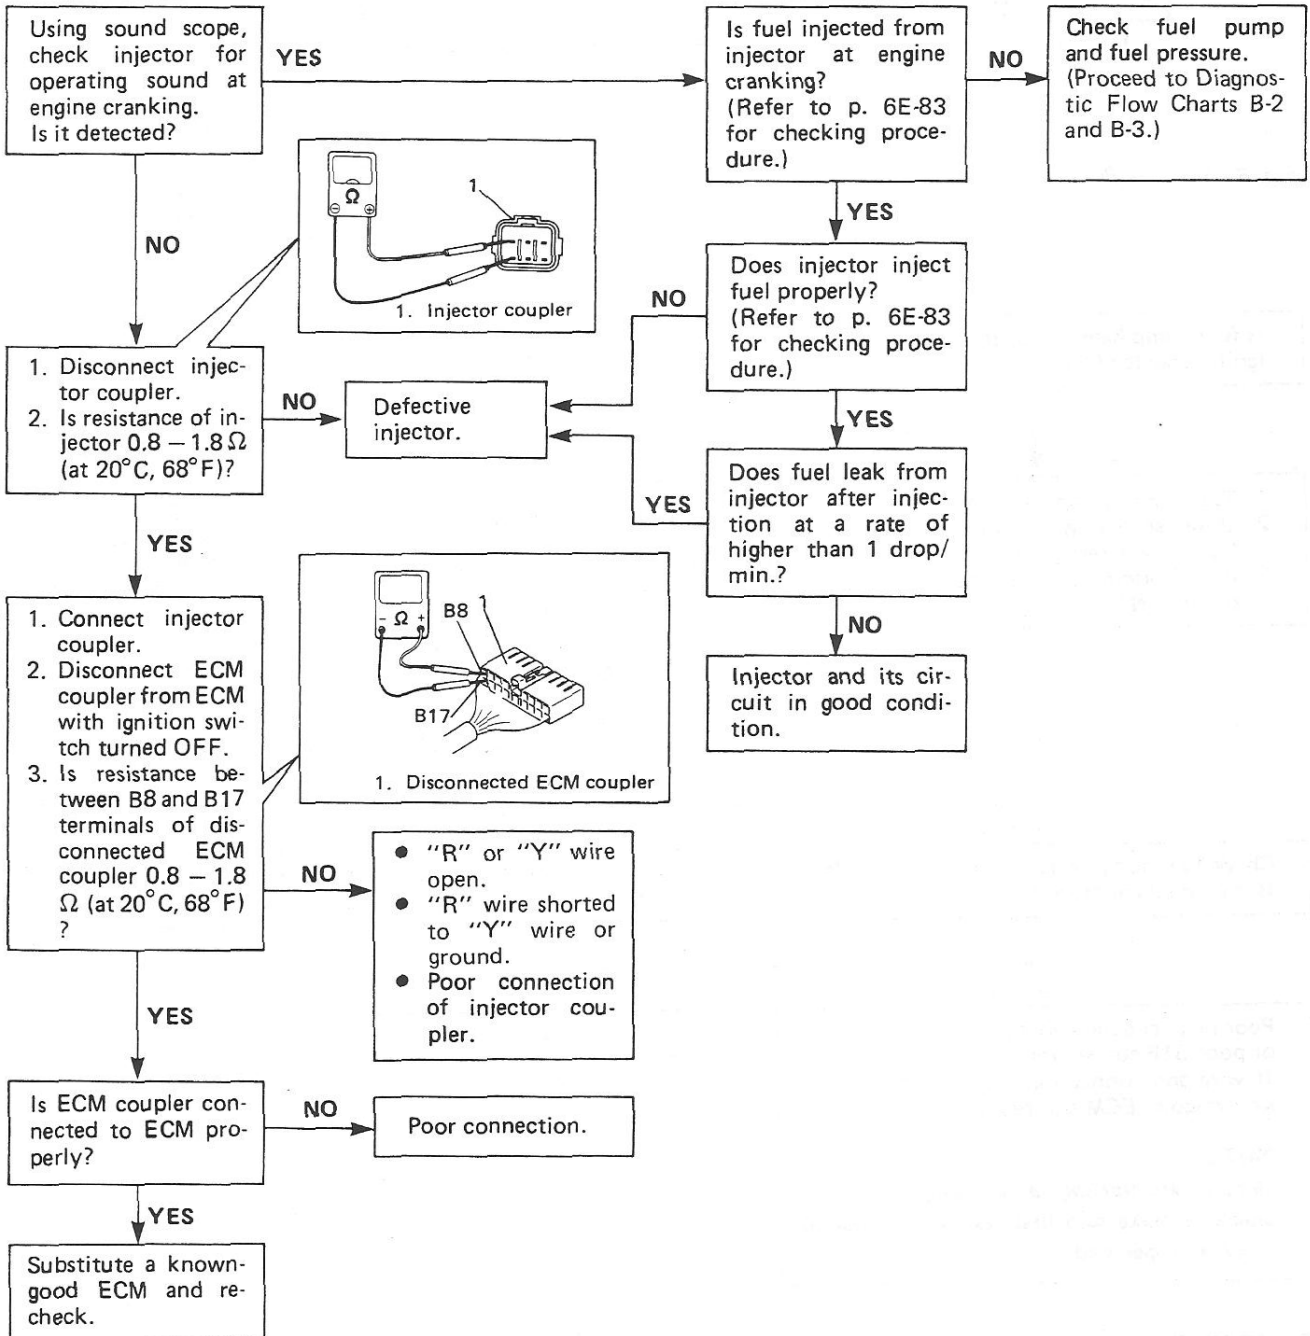 Using sound scope,
check injector for
operating sound at
engine cranking.
Is it detected?
YES
Is fuel injected from
injector at engine
cranking?
(Refer to p. 6E-83
for checking proce-
dure.)
NO
Check fuel pump
and fuel pressure.
(Proceed to Diagnos-
tic Flow Charts B-2
and B-3.)
NO
Ω
1
1. Injector coupler
YES
Does injector inject
fuel properly?
(Refer to p. 6E-83
for checking proce-
dure.)
NO
1. Disconnect injec-
tor coupler.
2. Is resistance of in-
jector 0.8 – 1.8 Ω
(at 20°C, 68°F)?
NO
Defective
injector.
YES
Does fuel leak from
injector after injec-
tion at a rate of
higher than 1 drop/
min.?
YES
YES
1. Connect injector
coupler.
2. Disconnect ECM
coupler from ECM
with ignition swi-
tch turned OFF.
3. Is resistance be-
tween B8 and B17
terminals of dis-
connected ECM
coupler 0.8 – 1.8
Ω (at 20°C, 68°F)
?
– Ω +
B8
1
B17
1. Disconnected ECM coupler
NO
Injector and its cir-
cuit in good condi-
tion.
NO
● "R" or "Y" wire
open.
● "R" wire shorted
to "Y" wire or
ground.
● Poor connection
of injector cou-
pler.
YES
Is ECM coupler con-
nected to ECM pro-
perly?
NO
Poor connection.
YES
Substitute a known-
good ECM and re-
check.